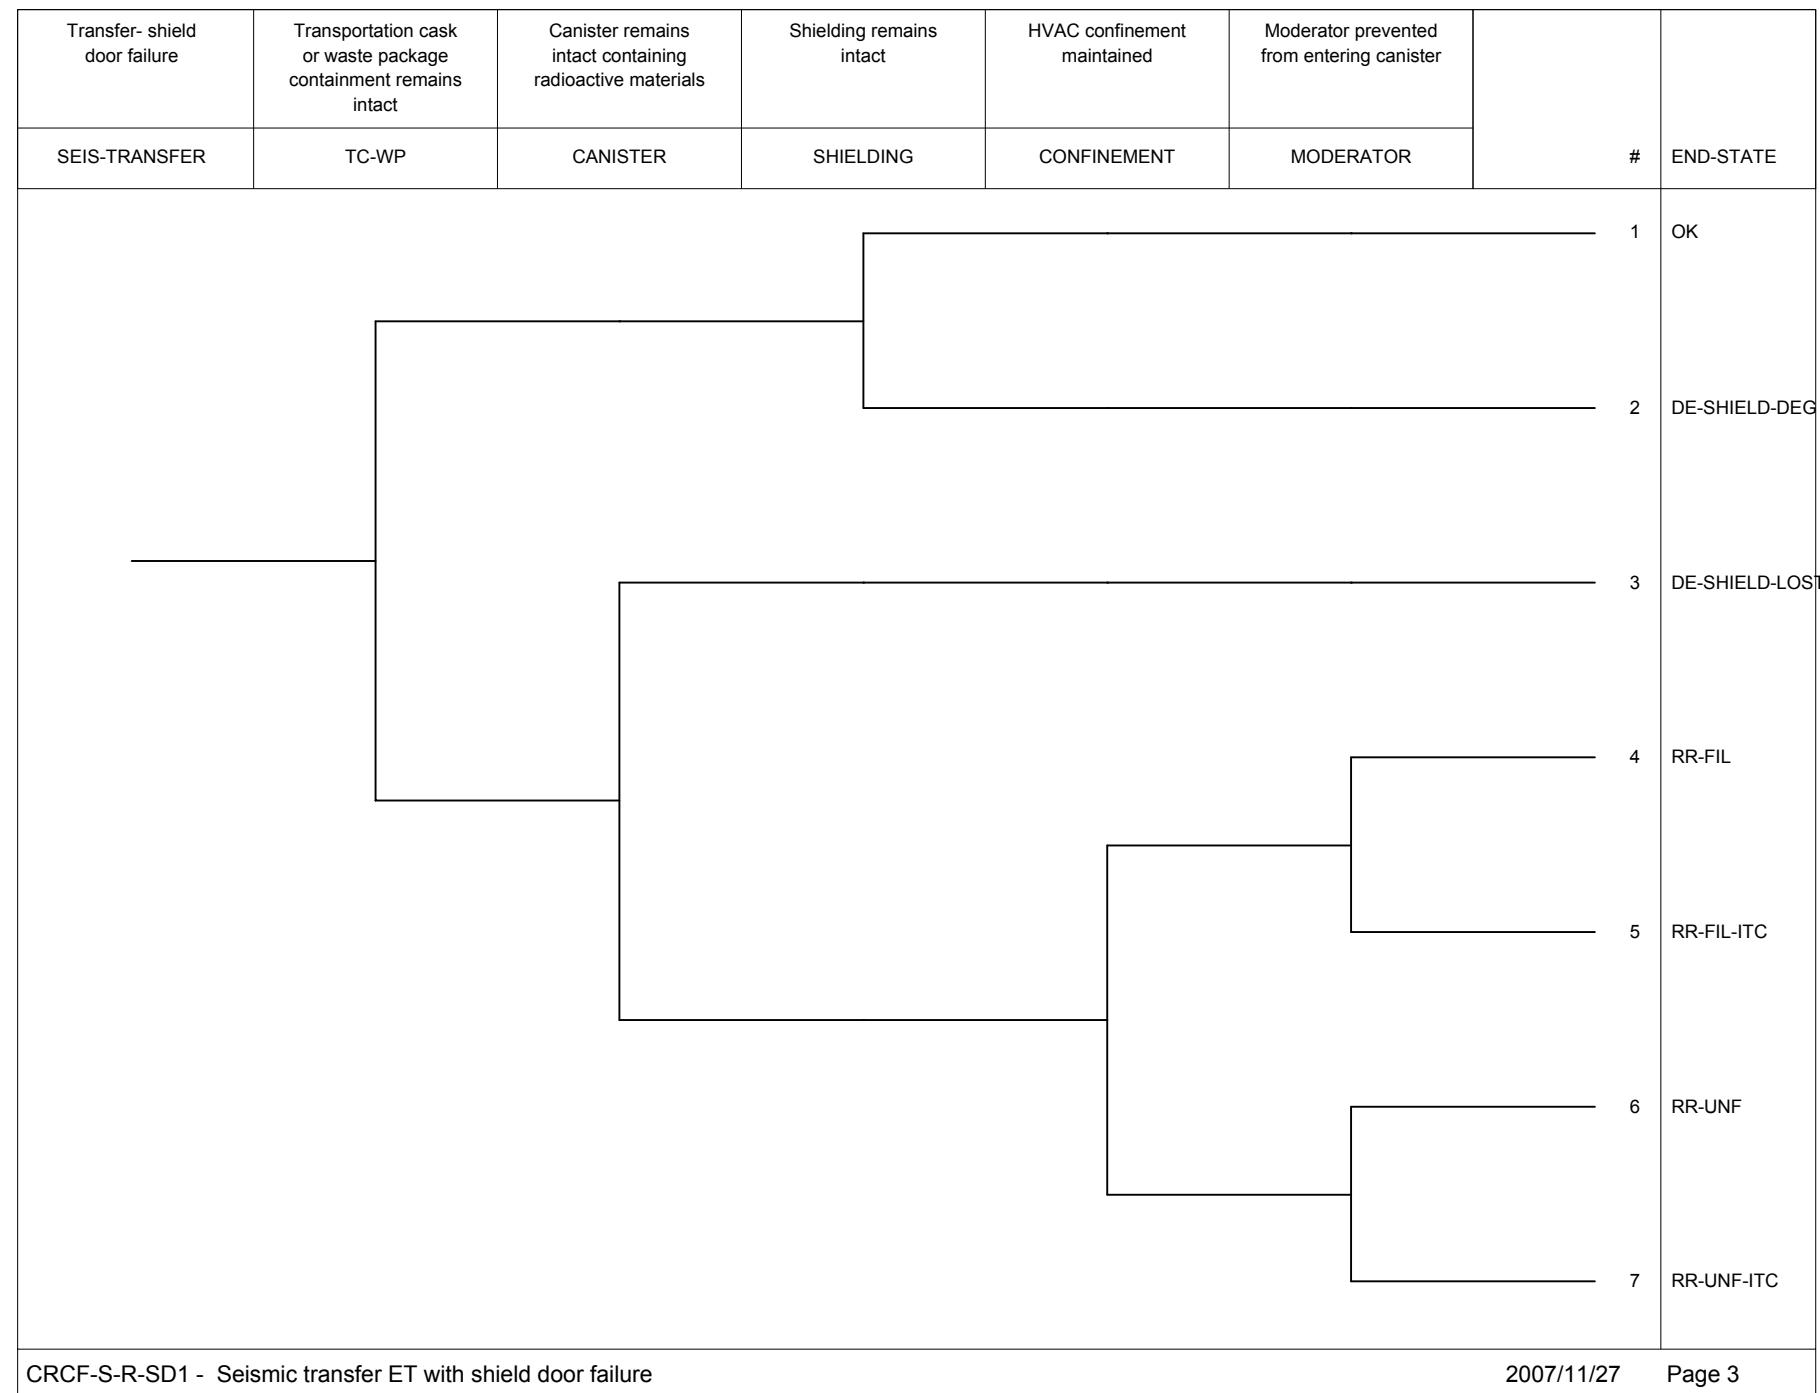 Transfer- shield
door failure
Transportation cask
or waste package
containment remains
intact
Canister remains
intact containing
radioactive materials
Shielding remains
intact
HVAC confinement
maintained
Moderator prevented
from entering canister
SEIS-TRANSFER
TC-WP
CANISTER
SHIELDING
CONFINEMENT
MODERATOR
#
END-STATE
1 OK
2 DE-SHIELD-DEG
3 DE-SHIELD-LOST
4 RR-FIL
5 RR-FIL-ITC
6 RR-UNF
7 RR-UNF-ITC
CRCF-S-R-SD1 - Seismic transfer ET with shield door failure 2007/11/27 Page 3